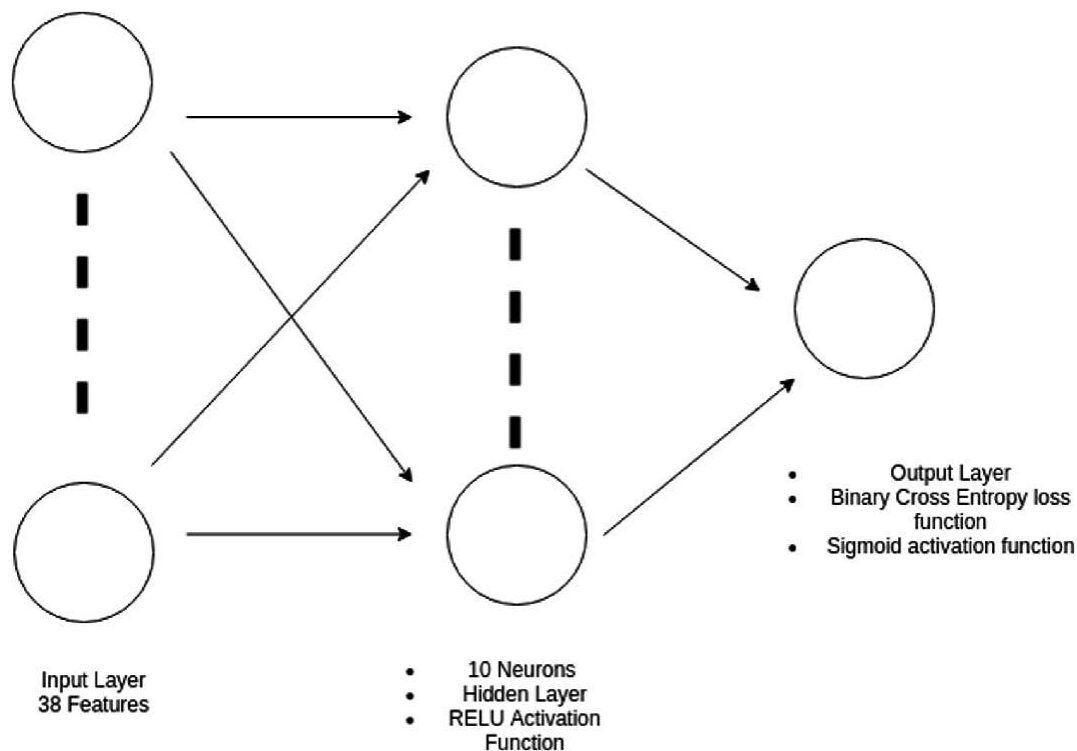 Input Layer
38 Features
• 10 Neurons
• Hidden Layer
• RELU Activation
Function
• Output Layer
• Binary Cross Entropy loss
function
• Sigmoid activation function